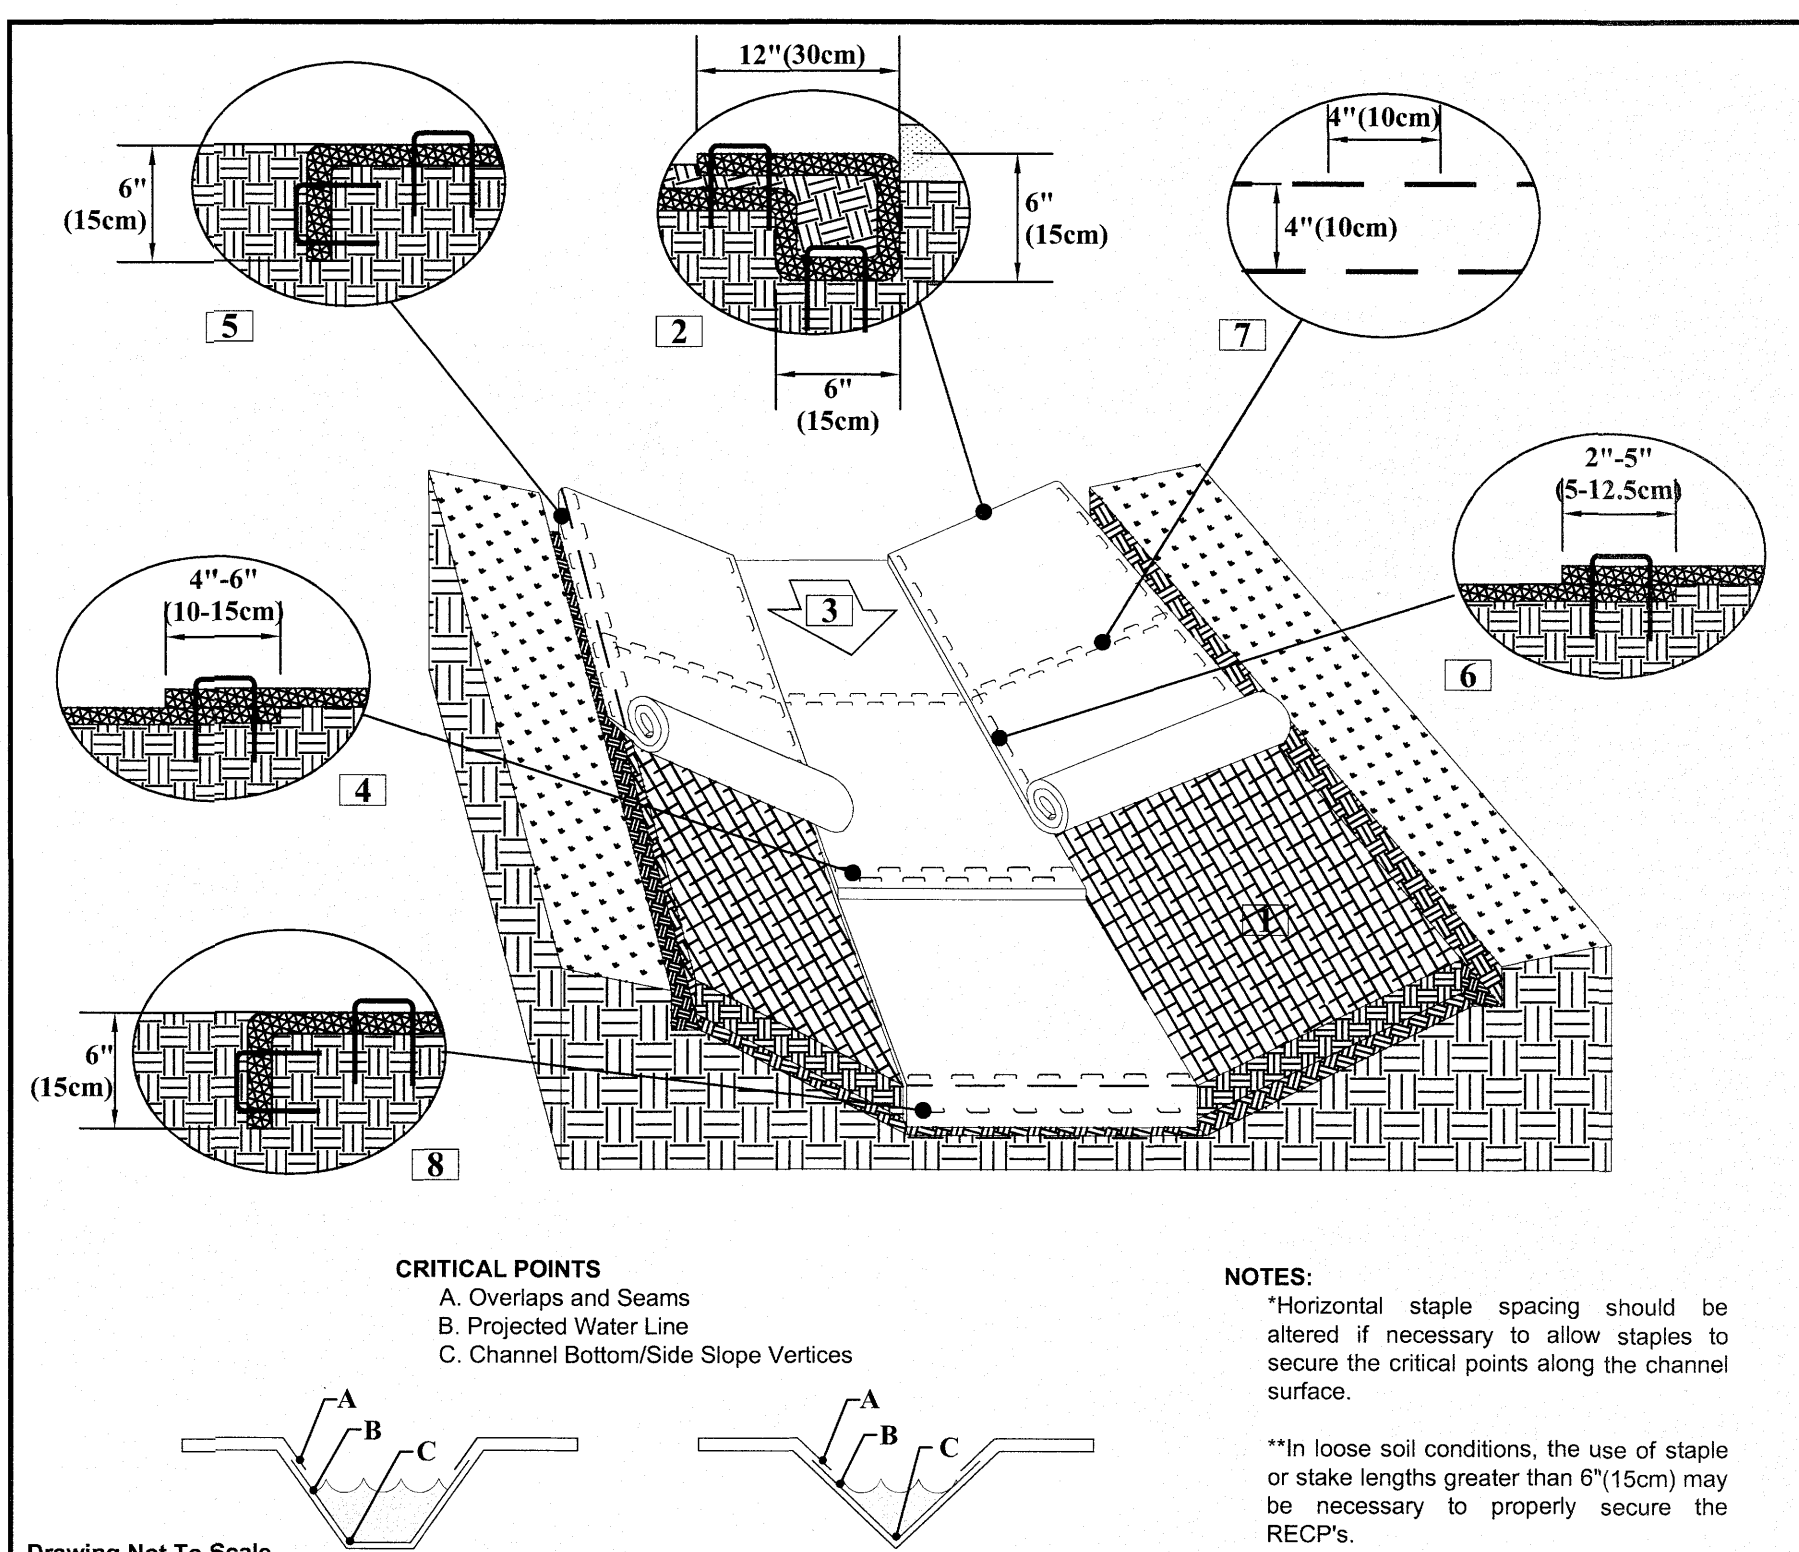 12"(30cm)
6"
(15cm)
5
6"
(15cm)
2
6"
(15cm)
4"(10cm)
4"(10cm)
7
2"-5"
(5-12.5cm)
6
3
4"-6"
(10-15cm)
4
1
6"
(15cm)
8
CRITICAL POINTS
A. Overlaps and Seams
B. Projected Water Line
C. Channel Bottom/Side Slope Vertices
A
B
C
A
B
C
NOTES:
*Horizontal staple spacing should be
altered if necessary to allow staples to
secure the critical points along the channel
surface.
**In loose soil conditions, the use of staple
or stake lengths greater than 6"(15cm) may
be necessary to properly secure the
RECP's.
Drawing Not To Scale